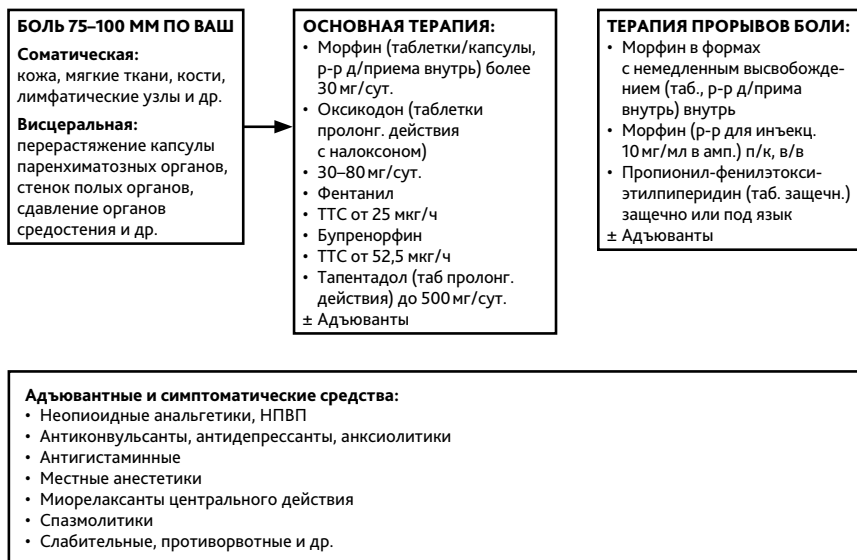 БОЛЬ 75–100 ММ ПО ВАШ
Соматическая:
кожа, мягкие ткани, кости,
лимфатические узлы и др.
Висцеральная:
перерастяжение капсулы
паренхиматозных органов,
стенок полых органов,
сдавление органов
средостения и др.
ОСНОВНАЯ ТЕРАПИЯ:
• Морфин (таблетки/капсулы,
р-р д/приема внутрь) более
30 мг/сут.
• Оксикодон (таблетки
пролонг. действия
с налоксоном)
• 30–80 мг/сут.
• Фентанил
• ТТС от 25 мкг/ч
• Бупренорфин
• ТТС от 52,5 мкг/ч
• Тапентадол (таб пролонг.
действия) до 500 мг/сут.
± Адъюванты
ТЕРАПИЯ ПРОРЫВОВ БОЛИ:
• Морфин в формах
с немедленным высвобожде-
нием (таб., р-р д/прима
внутрь) внутрь
• Морфин (р-р для инъекц.
10 мг/мл в амп.) п/к, в/в
• Пропионил-фенилэтокси-
этилпиперидин (таб. защечн.)
защечно или под язык
± Адъюванты
Адъювантные и симптоматические средства:
• Неопиоидные анальгетики, НПВП
• Антиконвульсанты, антидепрессанты, анксиолитики
• Антигистаминные
• Местные анестетики
• Миорелаксанты центрального действия
• Спазмолитики
• Слабительные, противорвотные и др.